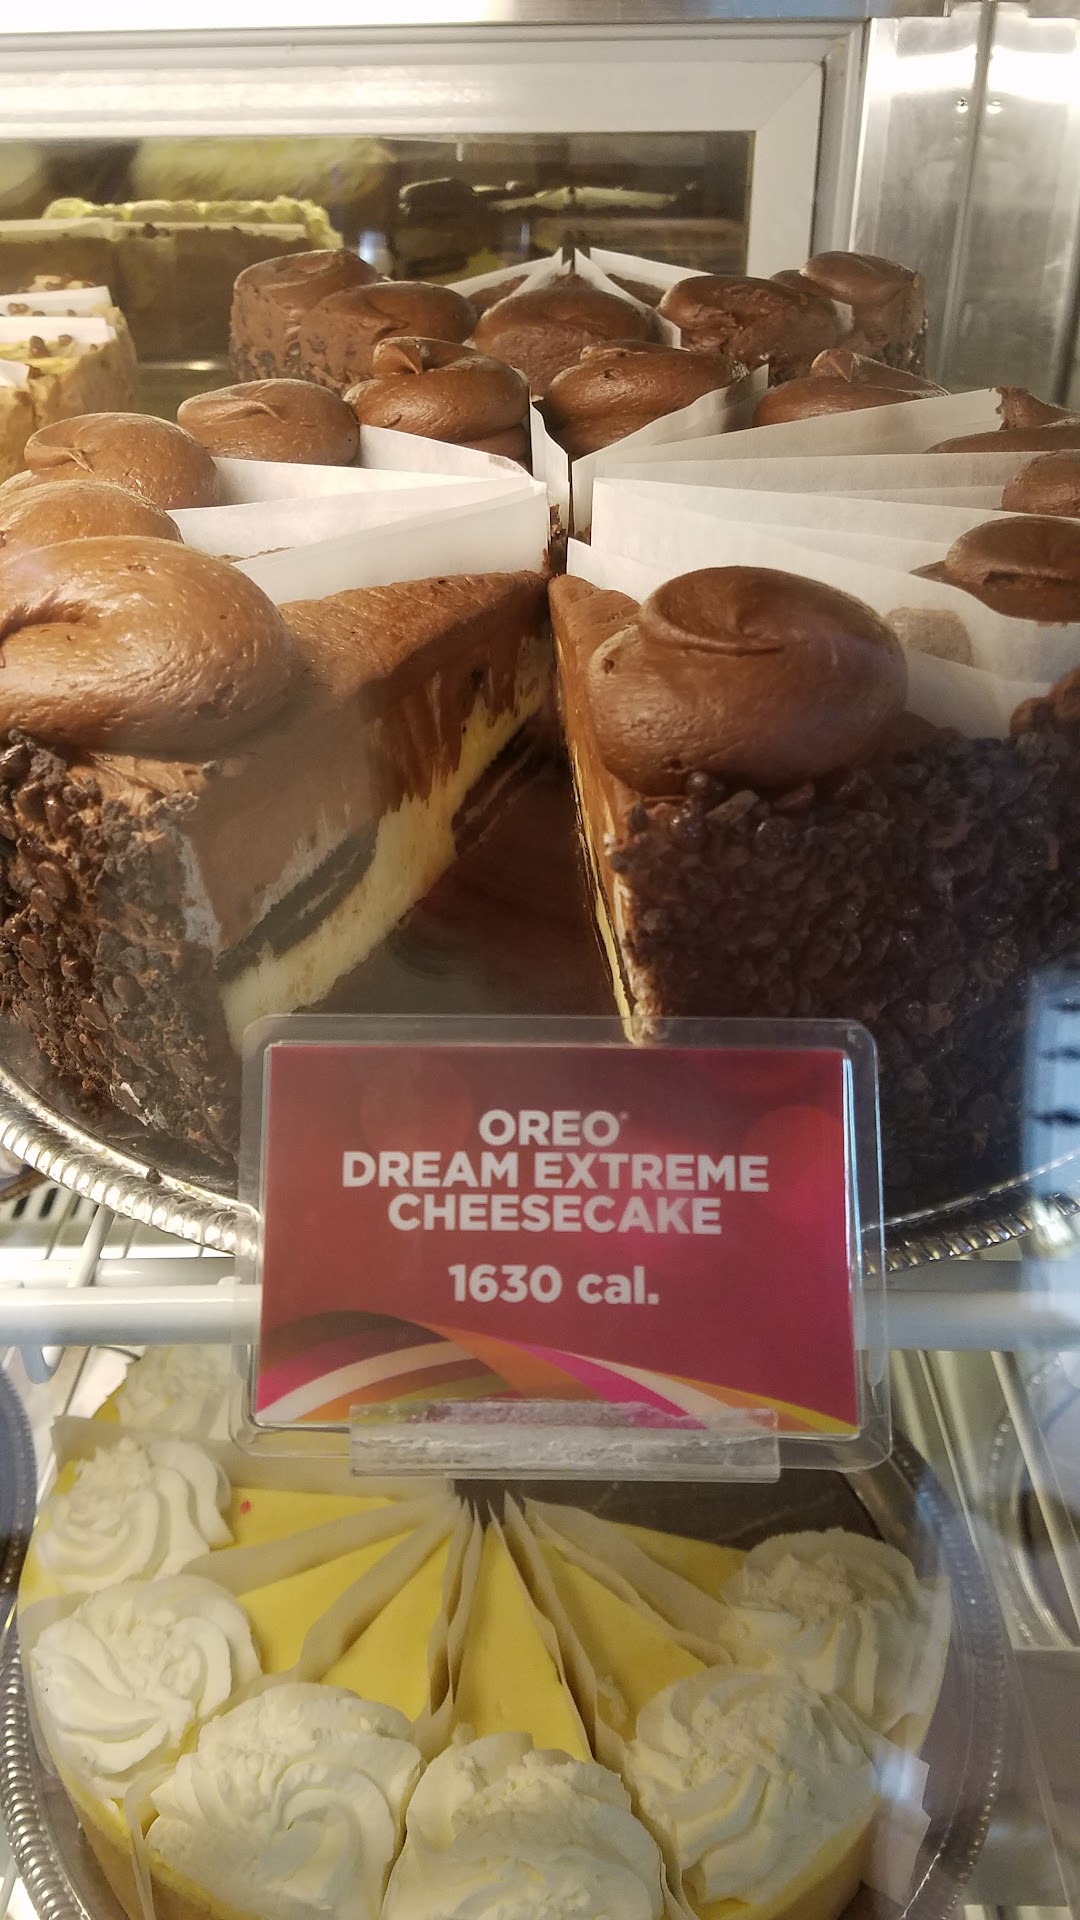 OREO®
DREAM EXTREME
CHEESECAKE
1630 cal.